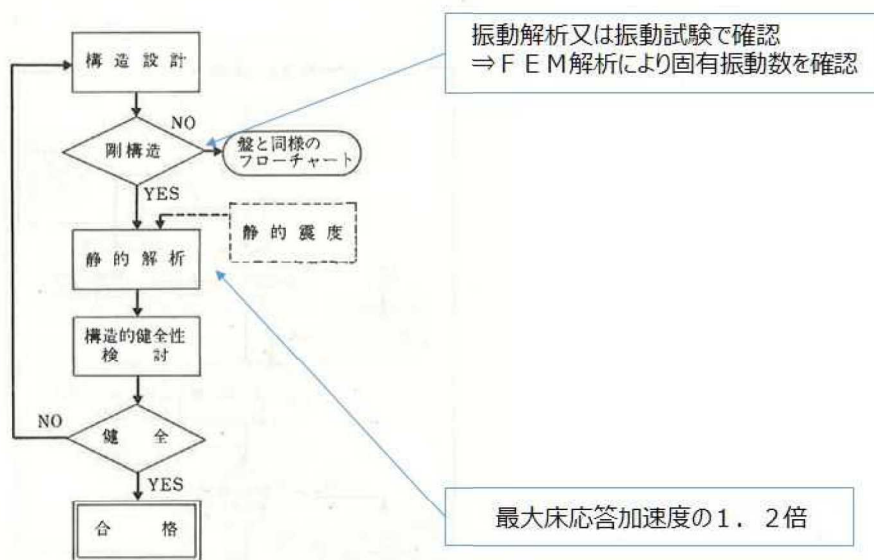 振動解析又は振動試験で確認
⇒ＦＥＭ解析により固有振動数を確認
構造設計
NO
剛構造
盤と同様の
フローチャート
YES
静的震度
静的解析
構造的健全性
検討
NO
健全
YES
合格
最大床応答加速度の１．２倍